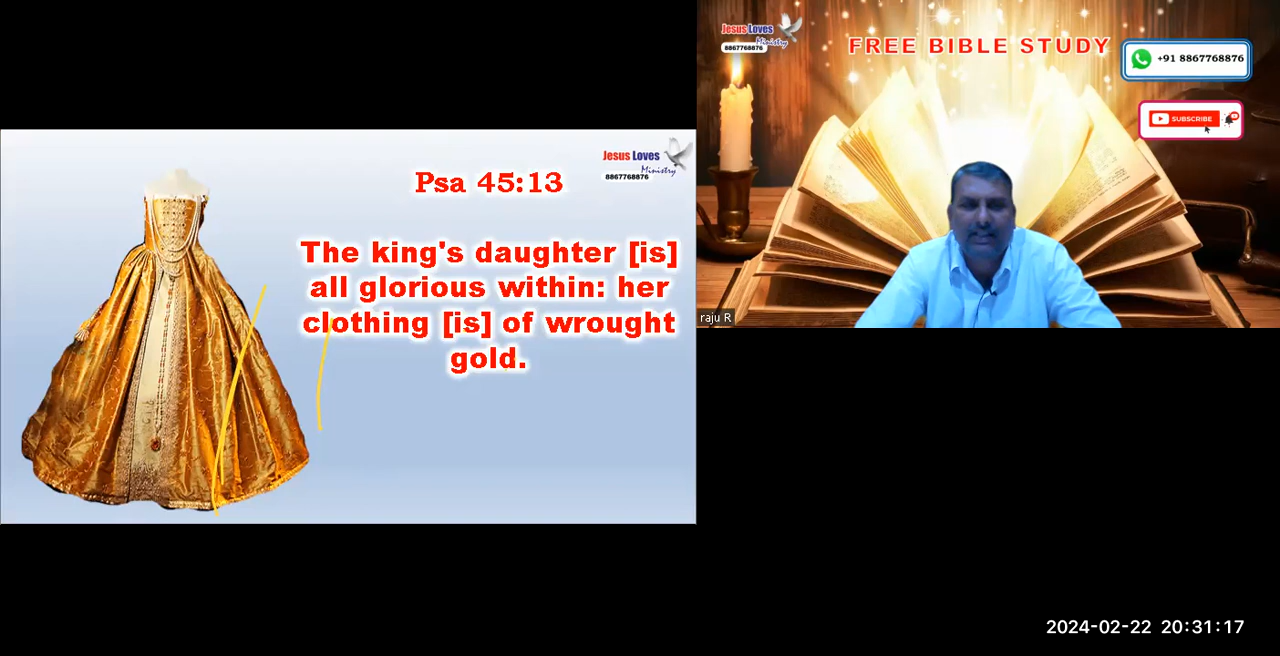 Jesus Loves
Ministry
8867768876
Psa 45:13
The king's daughter [is]
all glorious within: her
clothing [is] of wrought
gold.
Jesus Loves
Ministry
8867768876
FREE BIBLE STUDY
+91 8867768876
SUBSCRIBE
raju R
2024-02-22 20:31:17